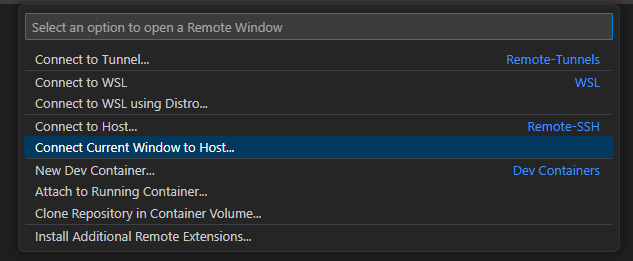 Select an option to open a Remote Window
Connect to Tunnel... Remote-Tunnels
Connect to WSL WSL
Connect to WSL using Distro...
Connect to Host... Remote-SSH
Connect Current Window to Host...
New Dev Container... Dev Containers
Attach to Running Container...
Clone Repository in Container Volume...
Install Additional Remote Extensions...